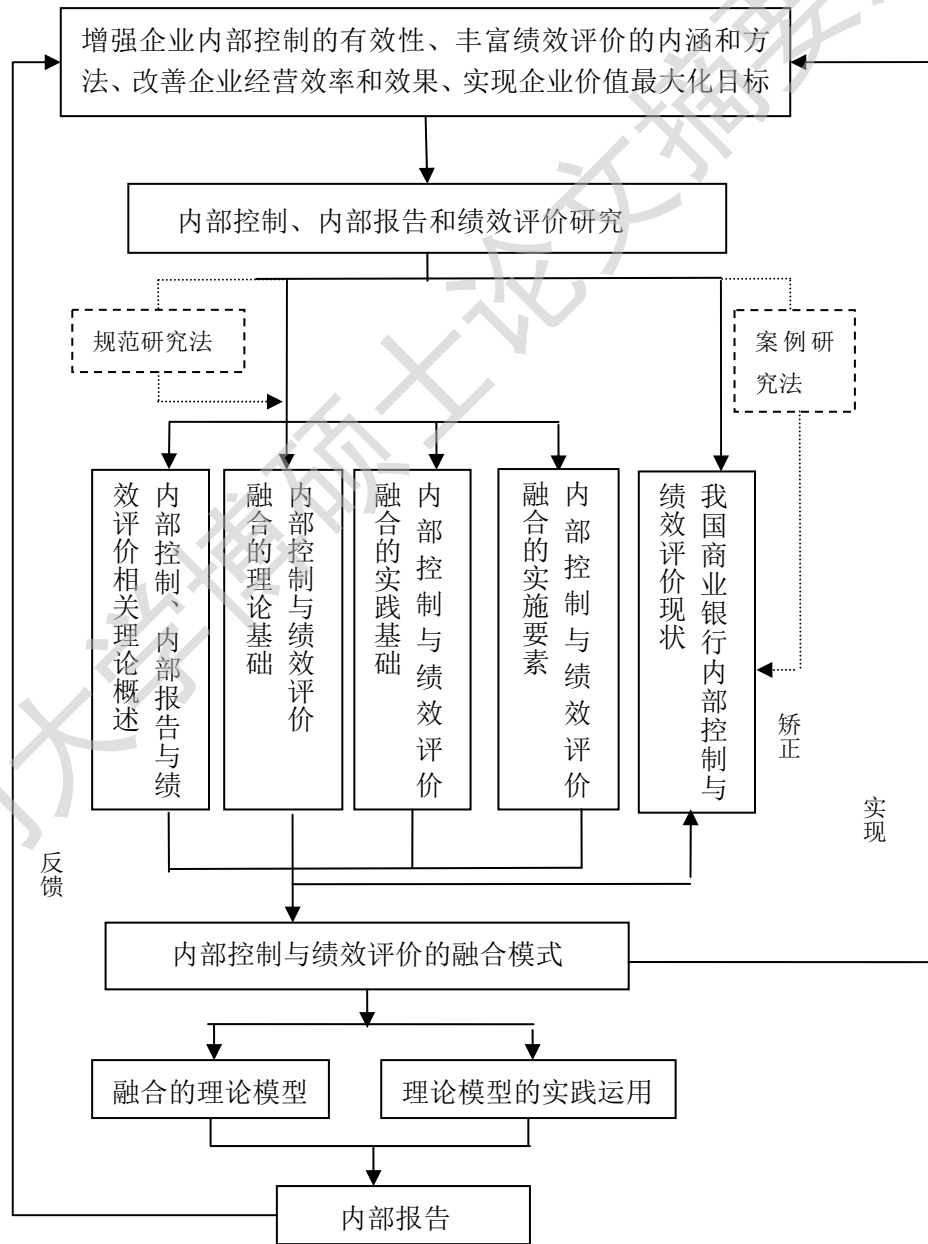 增强企业内部控制的有效性、丰富绩效评价的内涵和方
法、改善企业经营效率和效果、实现企业价值最大化目标
内部控制、内部报告和绩效评价研究
规范研究法
案例研
究法
内部控制、内部报告与绩
效评价相关理论概述
内部控制与绩效评价
融合的理论基础
内部控制与绩效评价
融合的实践基础
内部控制与绩效评价
融合的实施要素
我国商业银行内部控制与
绩效评价现状
矫正
实现
反馈
内部控制与绩效评价的融合模式
融合的理论模型
理论模型的实践运用
内部报告
大学博硕士论文摘要